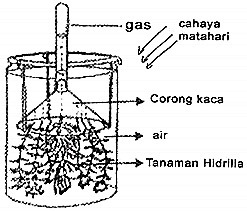 gas
cahaya
matahari
Corong kaca
air
Tanaman Hidrilla